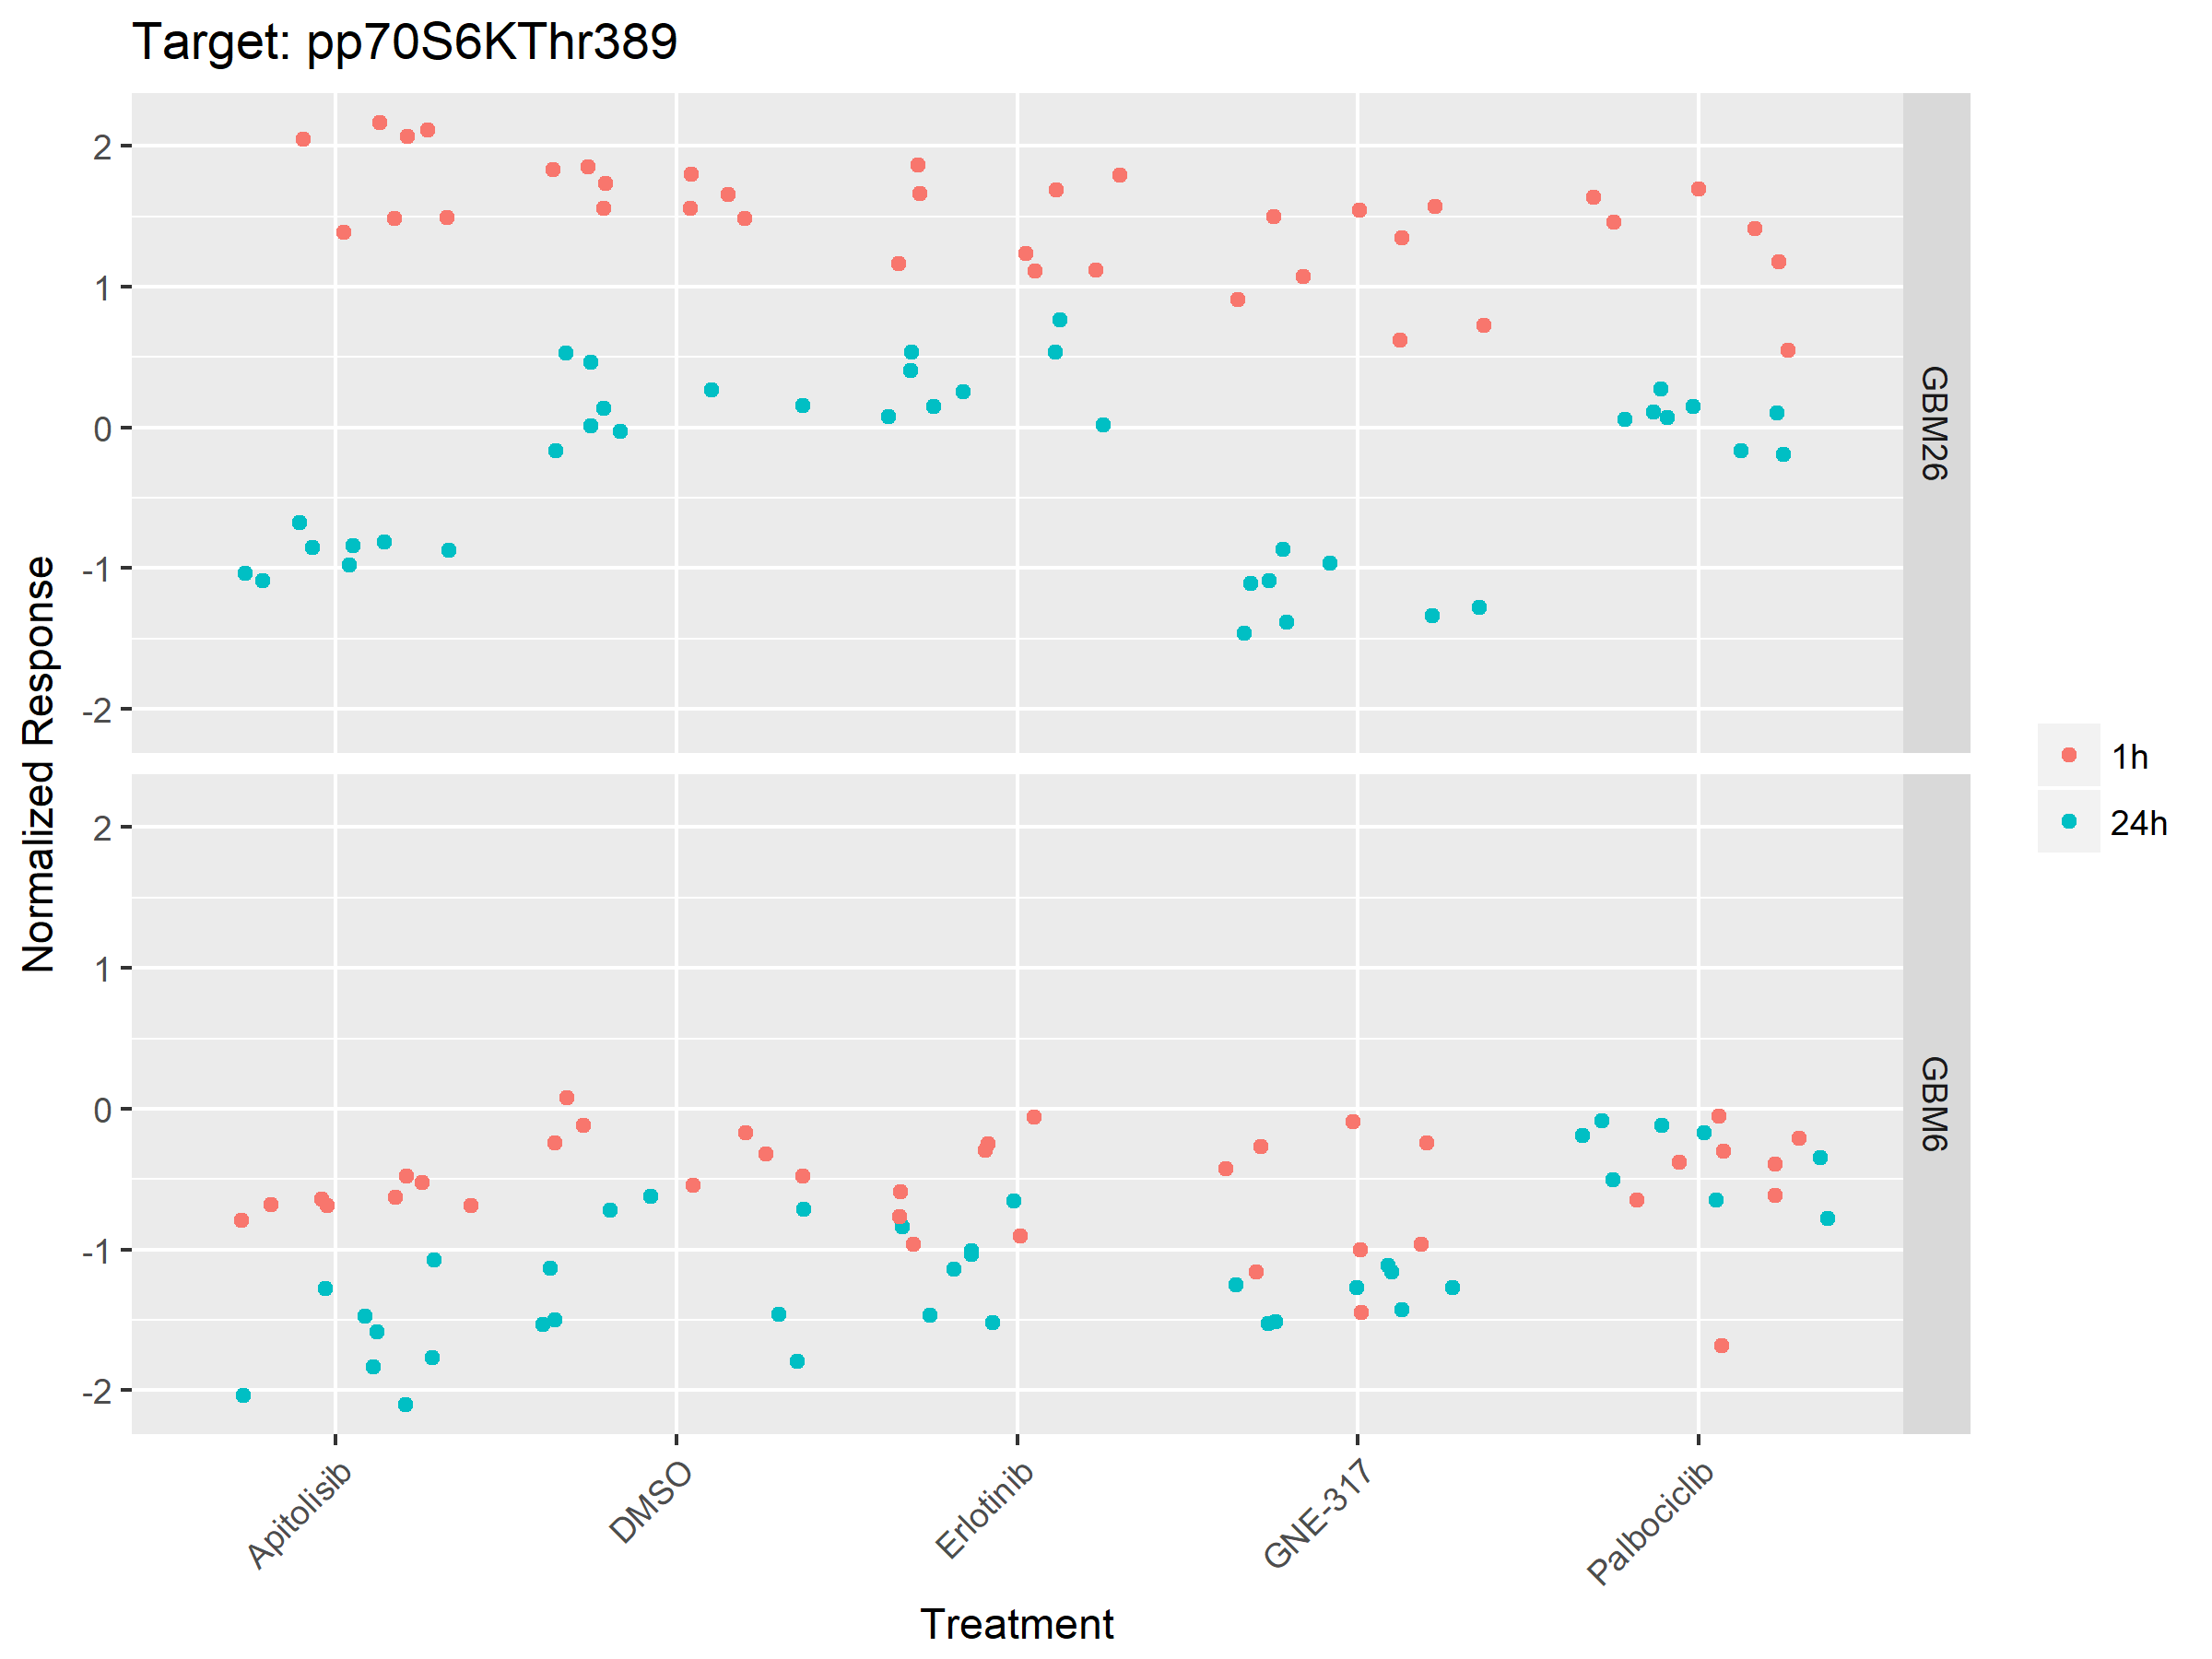 Target: pp70S6KThr389
Normalized Response
2
1
0
-1
-2
GBM26
2
1
0
-1
-2
GBM6
1h
24h
Apitolisib
DMSO
Erlotinib
GNE-317
Palbociclib
Treatment